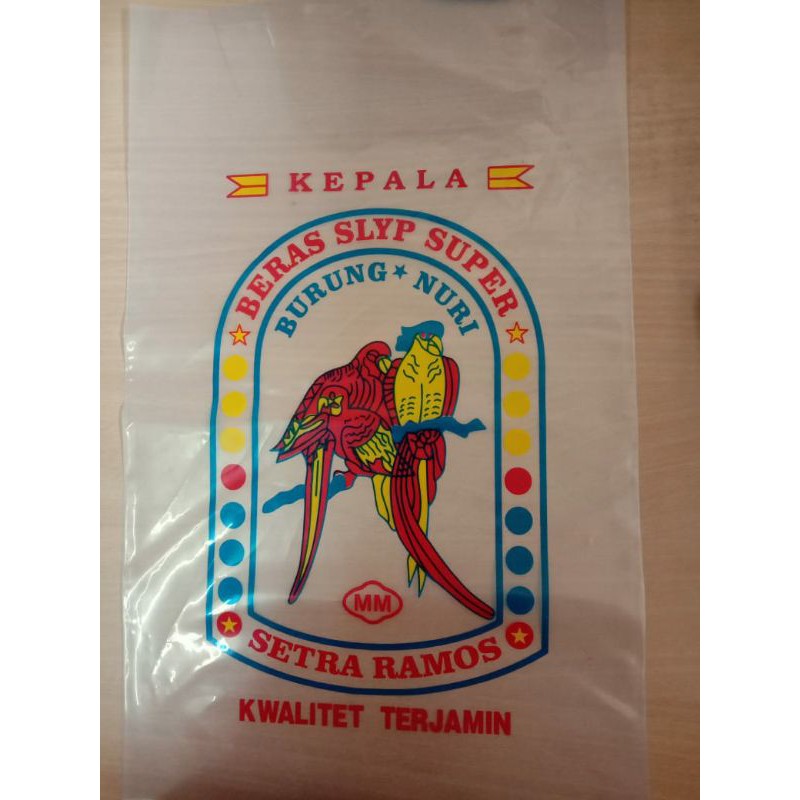 KEPALA
BERAS SLYP SUPER
BURUNG ★ NURI
MM
SETRA RAMOS
KWALITET TERJAMIN